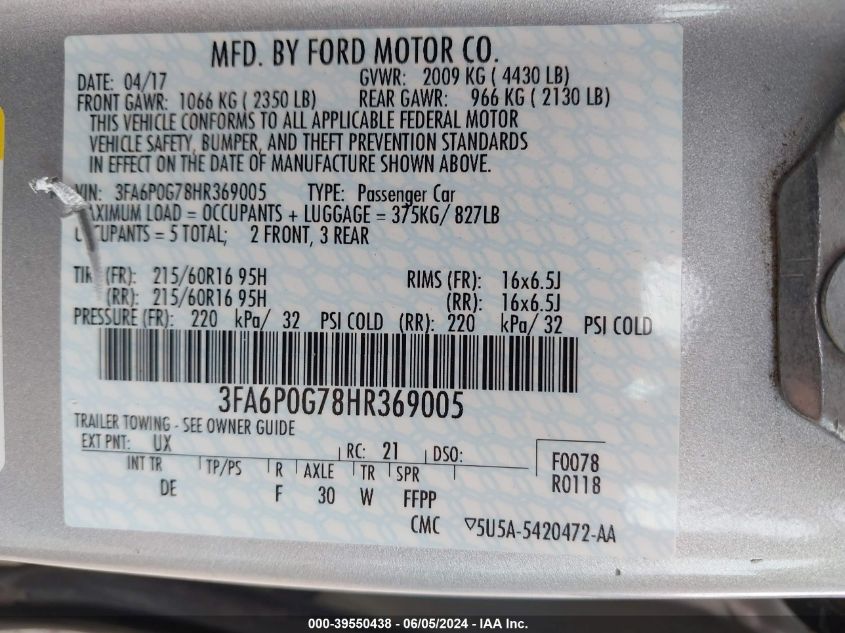 MFD. BY FORD MOTOR CO.
DATE: 04/17 GVWR: 2009 KG ( 4430 LB)
FRONT GAWR: 1066 KG ( 2350 LB) REAR GAWR: 966 KG ( 2130 LB)
THIS VEHICLE CONFORMS TO ALL APPLICABLE FEDERAL MOTOR
VEHICLE SAFETY, BUMPER, AND THEFT PREVENTION STANDARDS
IN EFFECT ON THE DATE OF MANUFACTURE SHOWN ABOVE.
VIN: 3FA6P0G78HR369005 TYPE: Passenger Car
MAXIMUM LOAD = OCCUPANTS + LUGGAGE = 375KG/ 827LB
OCCUPANTS = 5 TOTAL; 2 FRONT, 3 REAR
TIRE (FR): 215/60R16 95H RIMS (FR): 16x6.5J
(RR): 215/60R16 95H (RR): 16x6.5J
PRESSURE (FR): 220 kPa/ 32 PSI COLD (RR): 220 kPa/ 32 PSI COLD
3FA6P0G78HR369005
TRAILER TOWING - SEE OWNER GUIDE
EXT PNT: UX RC: 21 DSO: F0078
INT TR TP/PS R AXLE TR SPR R0118
DE F 30 W FFPP
CMC ▽5U5A-5420472-AA
000-39550438 - 06/05/2024 - IAA Inc.